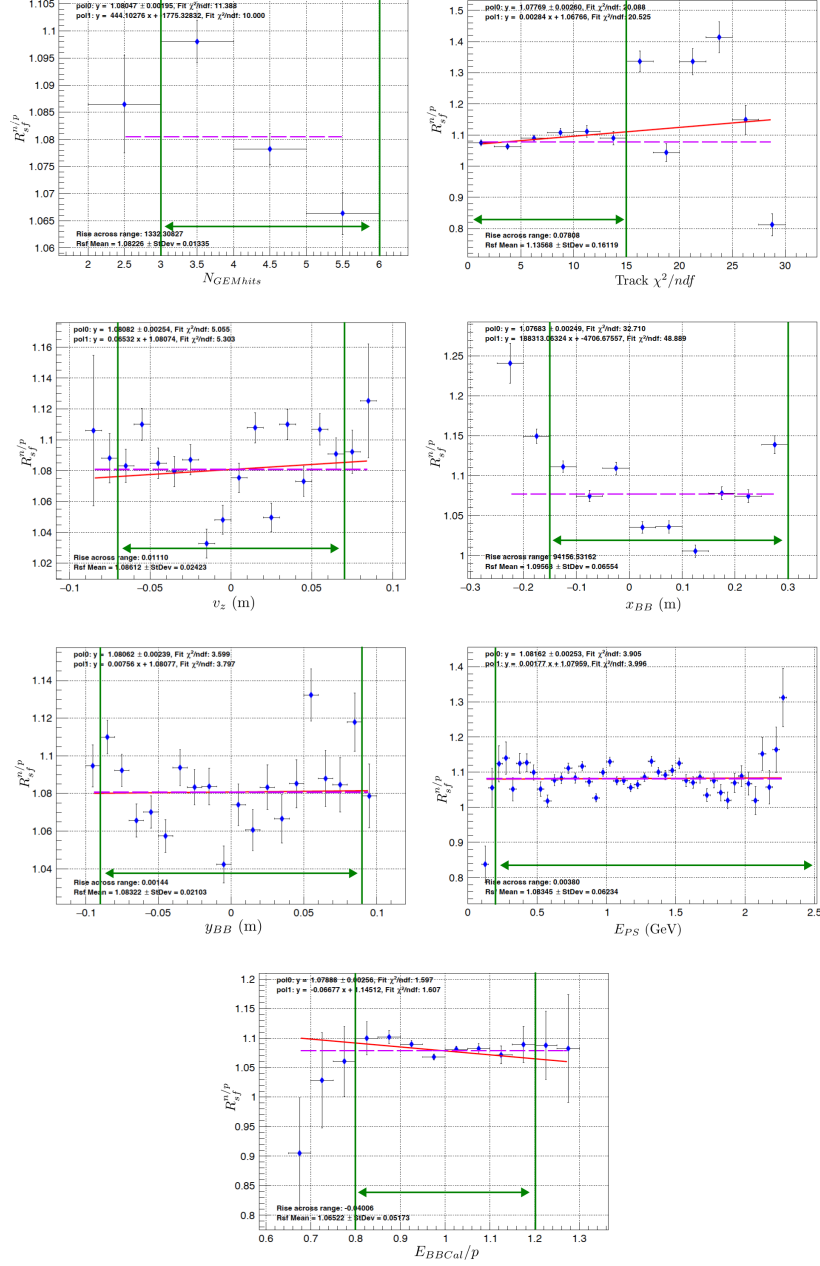 pol0: y = 1.08047 ± 0.00195, Fit χ²/ndf: 11.388
pol1: y = 444.10276 x + -1775.32832, Fit χ²/ndf: 10.000
1.105
1.1
1.095
1.09
1.085
1.08
1.075
1.07
1.065
1.06
R_sf^n/p
Rise across range: 1332.30827
Rsf Mean = 1.08226 ± StDev = 0.01335
2 2.5 3 3.5 4 4.5 5 5.5 6
N_GEMhits
pol0: y = 1.07769 ± 0.00260, Fit χ²/ndf: 20.088
pol1: y = 0.00284 x + 1.06766, Fit χ²/ndf: 20.525
1.5
1.4
1.3
1.2
1.1
1
0.9
0.8
R_sf^n/p
Rise across range: 0.07808
Rsf Mean = 1.13568 ± StDev = 0.16119
0 5 10 15 20 25 30
Track χ²/ndf
pol0: y = 1.08082 ± 0.00254, Fit χ²/ndf: 5.055
pol1: y = 0.06532 x + 1.08074, Fit χ²/ndf: 5.303
1.16
1.14
1.12
1.1
1.08
1.06
1.04
1.02
R_sf^n/p
Rise across range: 0.01110
Rsf Mean = 1.08612 ± StDev = 0.02423
−0.1 −0.05 0 0.05 0.1
v_z (m)
pol0: y = 1.07683 ± 0.00249, Fit χ²/ndf: 32.710
pol1: y = 188313.06324 x + -4706.67557, Fit χ²/ndf: 48.889
1.25
1.2
1.15
1.1
1.05
1
R_sf^n/p
Rise across range: 94156.53162
Rsf Mean = 1.09563 ± StDev = 0.06554
−0.3 −0.2 −0.1 0 0.1 0.2 0.3
x_BB (m)
pol0: y = 1.08062 ± 0.00239, Fit χ²/ndf: 3.599
pol1: y = 0.00756 x + 1.08077, Fit χ²/ndf: 3.797
1.14
1.12
1.1
1.08
1.06
1.04
R_sf^n/p
Rise across range: 0.00144
Rsf Mean = 1.08322 ± StDev = 0.02103
−0.1 −0.05 0 0.05 0.1
y_BB (m)
pol0: y = 1.08162 ± 0.00253, Fit χ²/ndf: 3.905
pol1: y = 0.00177 x + 1.07959, Fit χ²/ndf: 3.996
1.4
1.3
1.2
1.1
1
0.9
0.8
R_sf^n/p
Rise across range: 0.00380
Rsf Mean = 1.08345 ± StDev = 0.06234
0 0.5 1 1.5 2 2.5
E_PS (GeV)
pol0: y = 1.07888 ± 0.00256, Fit χ²/ndf: 1.597
pol1: y = -0.06677 x + 1.14512, Fit χ²/ndf: 1.607
1.2
1.15
1.1
1.05
1
0.95
0.9
0.85
0.8
R_sf^n/p
Rise across range: -0.04006
Rsf Mean = 1.06522 ± StDev = 0.05173
0.6 0.7 0.8 0.9 1 1.1 1.2 1.3
E_BBCal/p